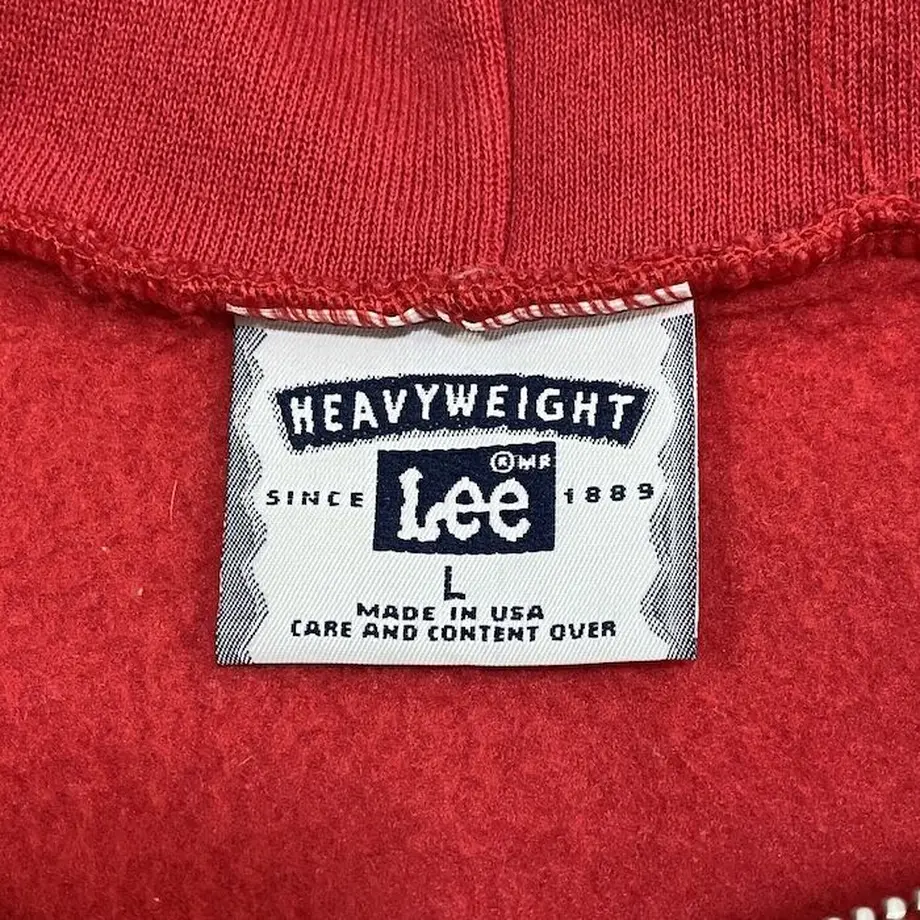 HEAVYWEIGHT
®MR
SINCE Lee 1889
L
MADE IN USA
CARE AND CONTENT OVER